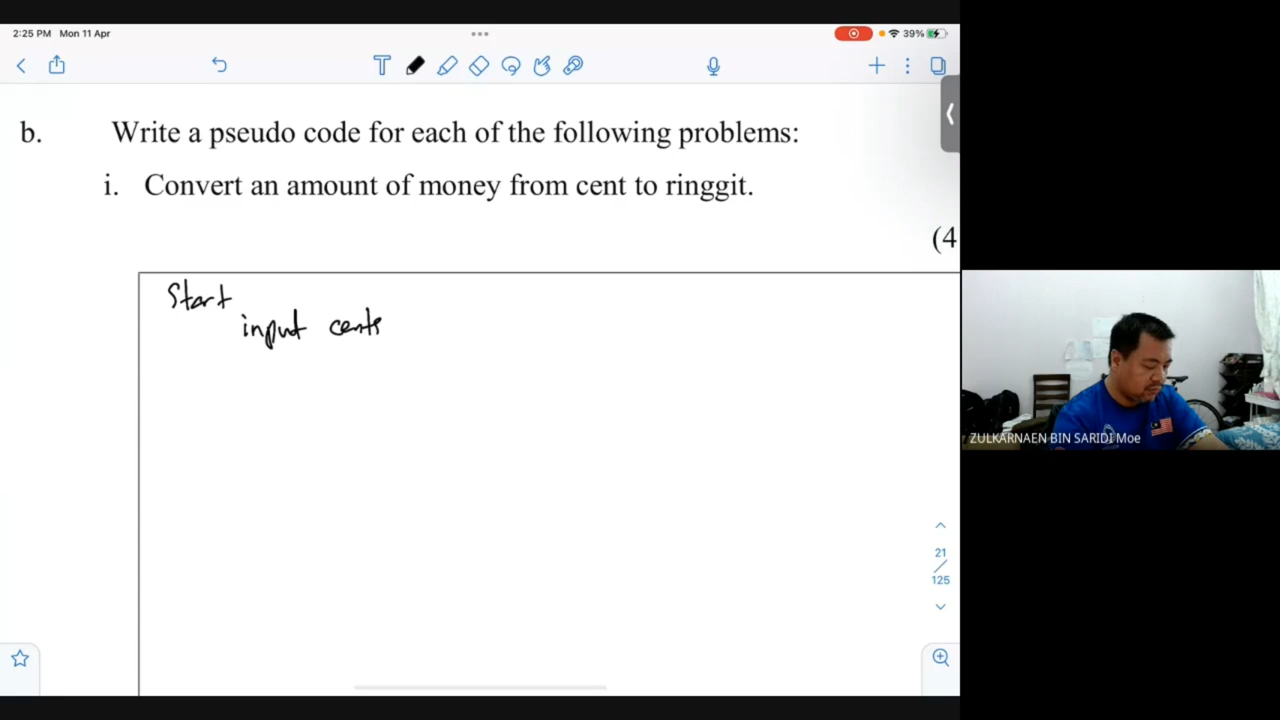 2:25 PM Mon 11 Apr
39%
b. Write a pseudo code for each of the following problems:
i. Convert an amount of money from cent to ringgit.
(4
Start
input cents
ZULKARNAEN BIN SARIDI Moe
21
125